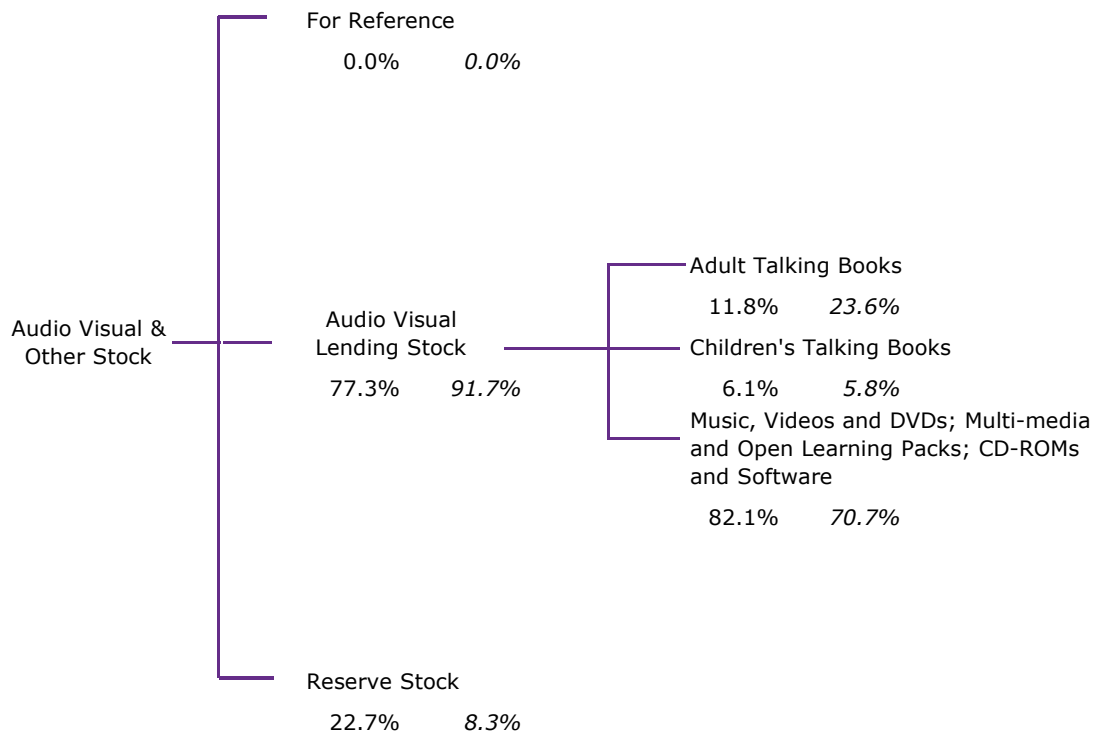 For Reference
0.0% 0.0%
Audio Visual &
Other Stock
Audio Visual
Lending Stock
77.3% 91.7%
Adult Talking Books
11.8% 23.6%
Children's Talking Books
6.1% 5.8%
Music, Videos and DVDs; Multi-media
and Open Learning Packs; CD-ROMs
and Software
82.1% 70.7%
Reserve Stock
22.7% 8.3%